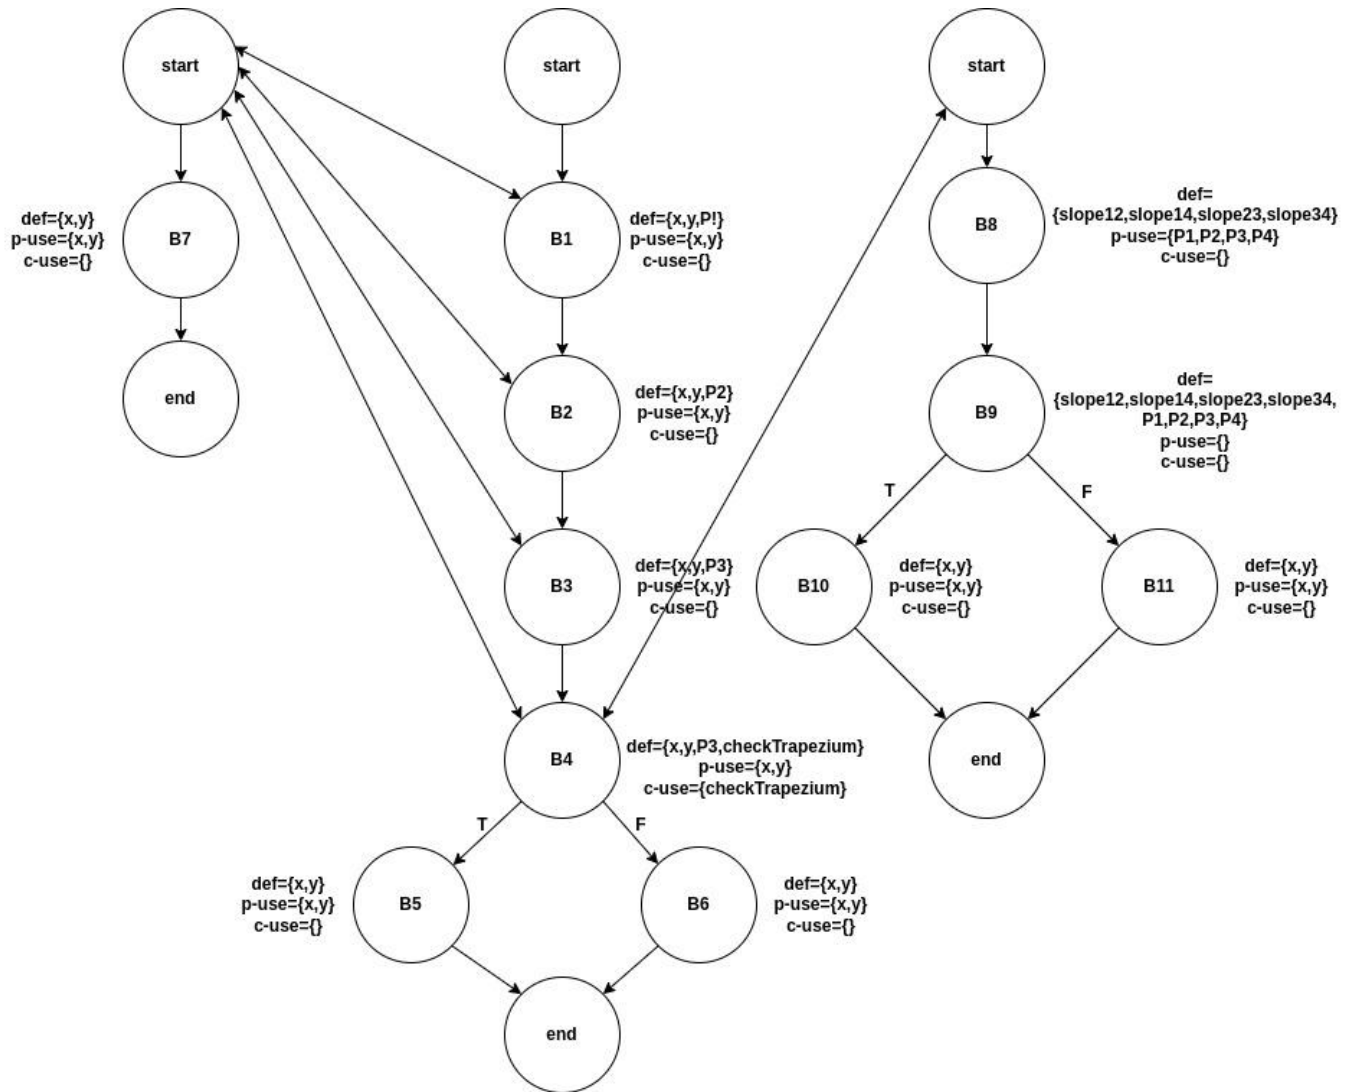 start
start
start
def={x,y}
p-use={x,y}
c-use={}
B7
B1
def={x,y,P!}
p-use={x,y}
c-use={}
B8
def=
{slope12,slope14,slope23,slope34}
p-use={P1,P2,P3,P4}
c-use={}
end
B2
def={x,y,P2}
p-use={x,y}
c-use={}
B9
def=
{slope12,slope14,slope23,slope34,
P1,P2,P3,P4}
p-use={}
c-use={}
T
F
B3
def={x,y,P3}
p-use={x,y}
c-use={}
B10
def={x,y}
p-use={x,y}
c-use={}
B11
def={x,y}
p-use={x,y}
c-use={}
B4
def={x,y,P3,checkTrapezium}
p-use={x,y}
c-use={checkTrapezium}
end
T
F
def={x,y}
p-use={x,y}
c-use={}
B5
B6
def={x,y}
p-use={x,y}
c-use={}
end